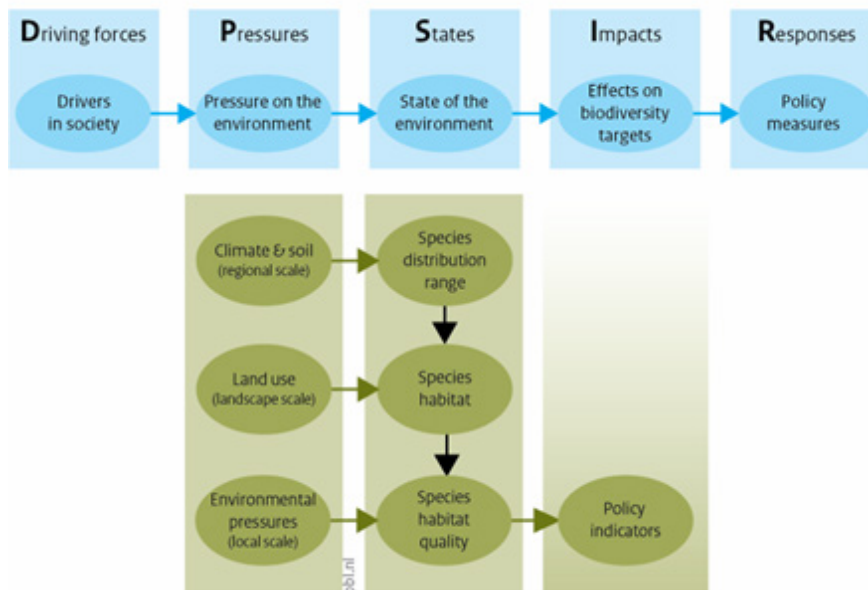 Driving forces
Pressures
States
Impacts
Responses
Drivers
in society
Pressure on the
environment
State of the
environment
Effects on
biodiversity
targets
Policy
measures
Climate & soil
(regional scale)
Species
distribution
range
Land use
(landscape scale)
Species
habitat
Environmental
pressures
(local scale)
Species
habitat
quality
Policy
indicators
pbl.nl